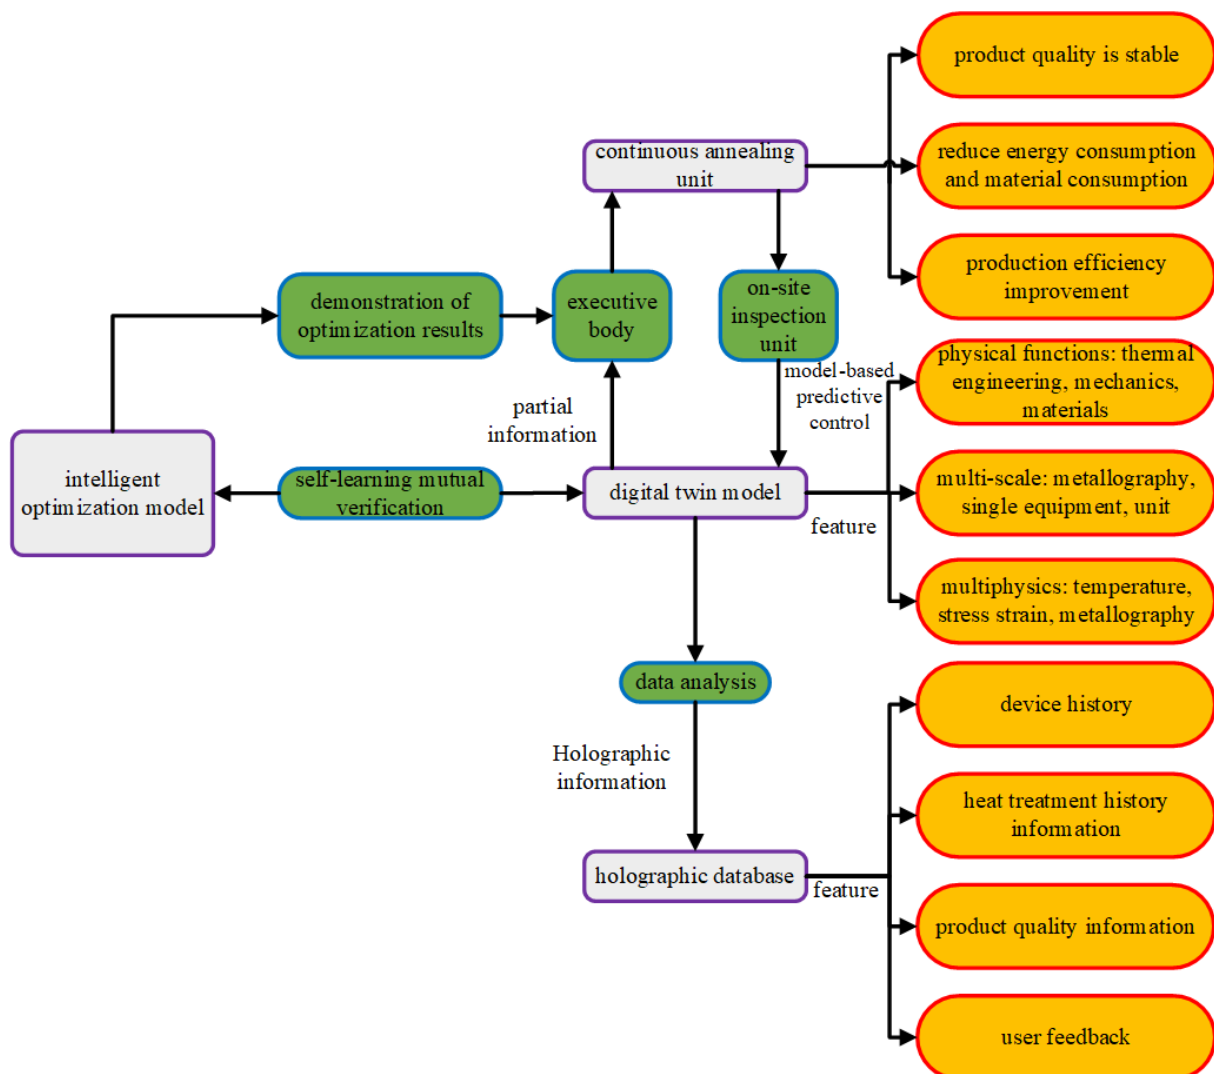 product quality is stable
continuous annealing
unit
reduce energy consumption
and material consumption
demonstration of
optimization results
executive
body
on-site
inspection
unit
production efficiency
improvement
model-based
predictive
control
physical functions: thermal
engineering, mechanics,
materials
partial
information
intelligent
optimization model
self-learning mutual
verification
digital twin model
feature
multi-scale: metallography,
single equipment, unit
multiphysics: temperature,
stress strain, metallography
data analysis
device history
Holographic
information
heat treatment history
information
holographic database
feature
product quality information
user feedback